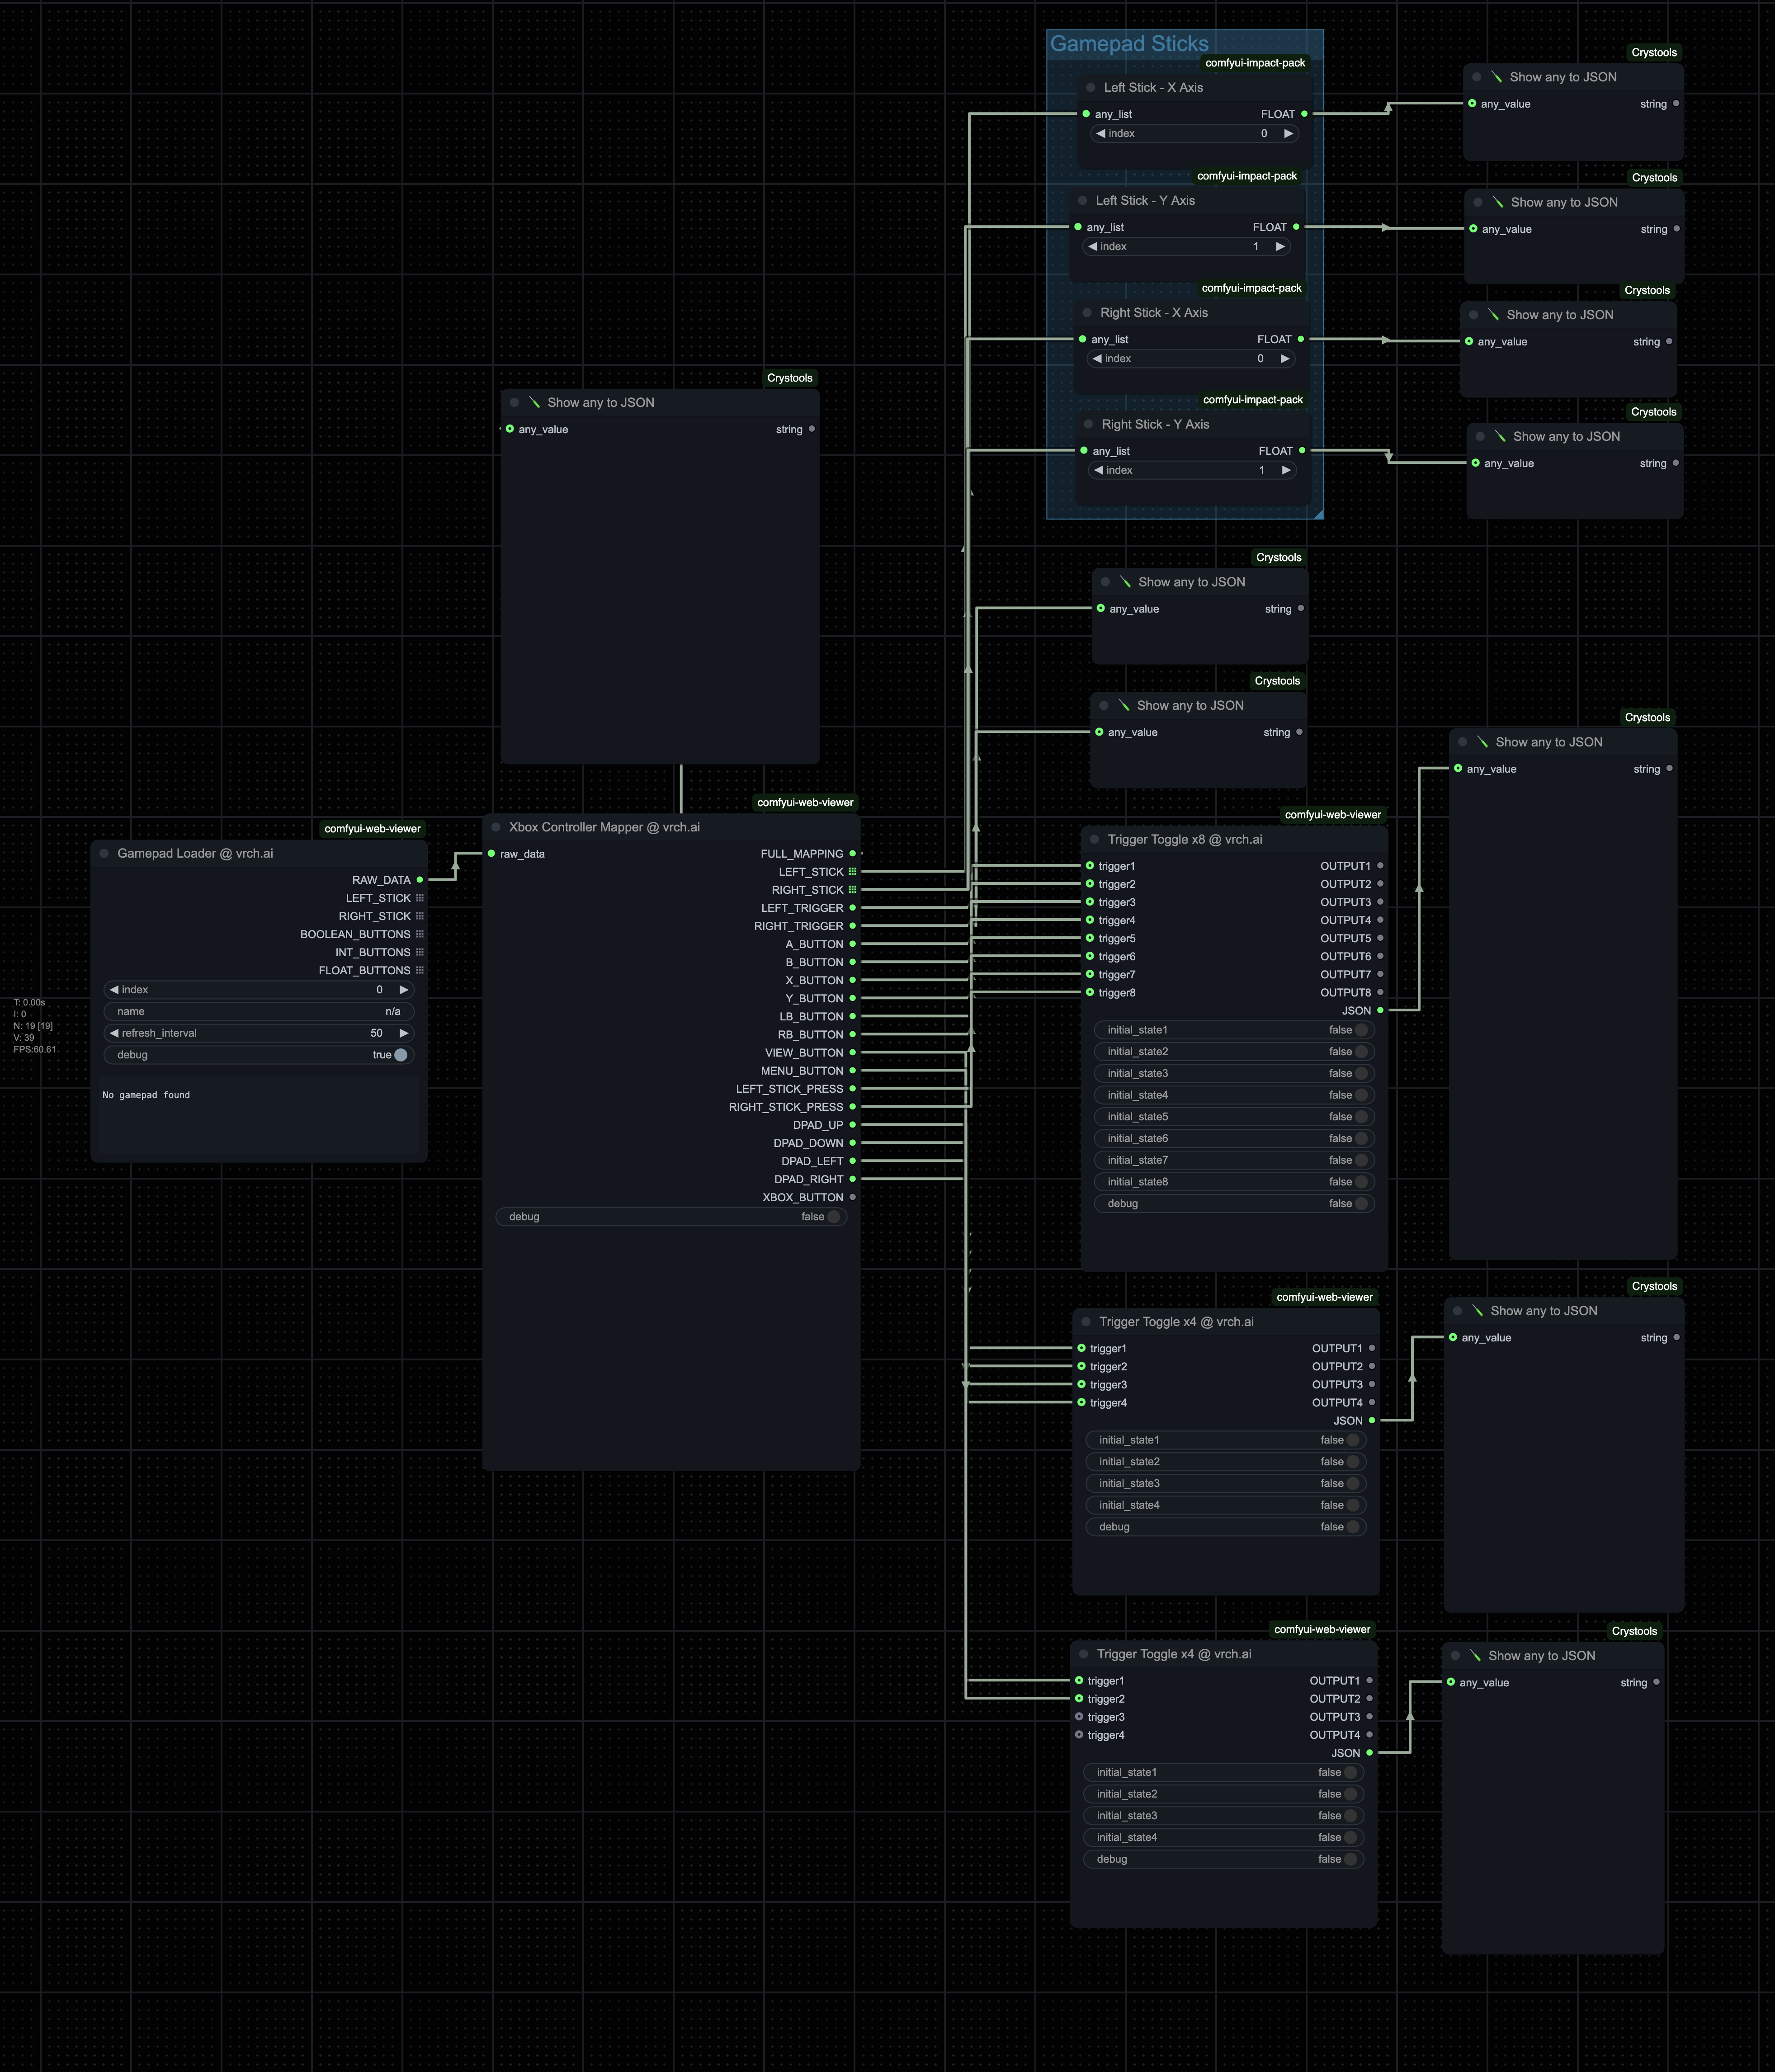 Gamepad Sticks
comfyui-impact-pack
Left Stick - X Axis
any_list FLOAT
index 0
comfyui-impact-pack
Left Stick - Y Axis
any_list FLOAT
index 1
comfyui-impact-pack
Right Stick - X Axis
any_list FLOAT
index 0
comfyui-impact-pack
Right Stick - Y Axis
any_list FLOAT
index 1
Crystools
Show any to JSON
any_value string
Crystools
Show any to JSON
any_value string
Crystools
Show any to JSON
any_value string
Crystools
Show any to JSON
any_value string
Crystools
Show any to JSON
any_value string
Crystools
Show any to JSON
any_value string
Crystools
Show any to JSON
any_value string
comfyui-web-viewer
Gamepad Loader @ vrch.ai
RAW_DATA
LEFT_STICK
RIGHT_STICK
BOOLEAN_BUTTONS
INT_BUTTONS
FLOAT_BUTTONS
index 0
name n/a
refresh_interval 50
debug true
No gamepad found
T: 0.00s
I: 0
N: 19 [19]
V: 39
FPS:60.61
comfyui-web-viewer
Xbox Controller Mapper @ vrch.ai
raw_data FULL_MAPPING
LEFT_STICK
RIGHT_STICK
LEFT_TRIGGER
RIGHT_TRIGGER
A_BUTTON
B_BUTTON
X_BUTTON
Y_BUTTON
LB_BUTTON
RB_BUTTON
VIEW_BUTTON
MENU_BUTTON
LEFT_STICK_PRESS
RIGHT_STICK_PRESS
DPAD_UP
DPAD_DOWN
DPAD_LEFT
DPAD_RIGHT
XBOX_BUTTON
debug false
comfyui-web-viewer
Trigger Toggle x8 @ vrch.ai
trigger1 OUTPUT1
trigger2 OUTPUT2
trigger3 OUTPUT3
trigger4 OUTPUT4
trigger5 OUTPUT5
trigger6 OUTPUT6
trigger7 OUTPUT7
trigger8 OUTPUT8
JSON
initial_state1 false
initial_state2 false
initial_state3 false
initial_state4 false
initial_state5 false
initial_state6 false
initial_state7 false
initial_state8 false
debug false
Crystools
Show any to JSON
any_value string
comfyui-web-viewer
Trigger Toggle x4 @ vrch.ai
trigger1 OUTPUT1
trigger2 OUTPUT2
trigger3 OUTPUT3
trigger4 OUTPUT4
JSON
initial_state1 false
initial_state2 false
initial_state3 false
initial_state4 false
debug false
Crystools
Show any to JSON
any_value string
comfyui-web-viewer
Trigger Toggle x4 @ vrch.ai
trigger1 OUTPUT1
trigger2 OUTPUT2
trigger3 OUTPUT3
trigger4 OUTPUT4
JSON
initial_state1 false
initial_state2 false
initial_state3 false
initial_state4 false
debug false
Crystools
Show any to JSON
any_value string